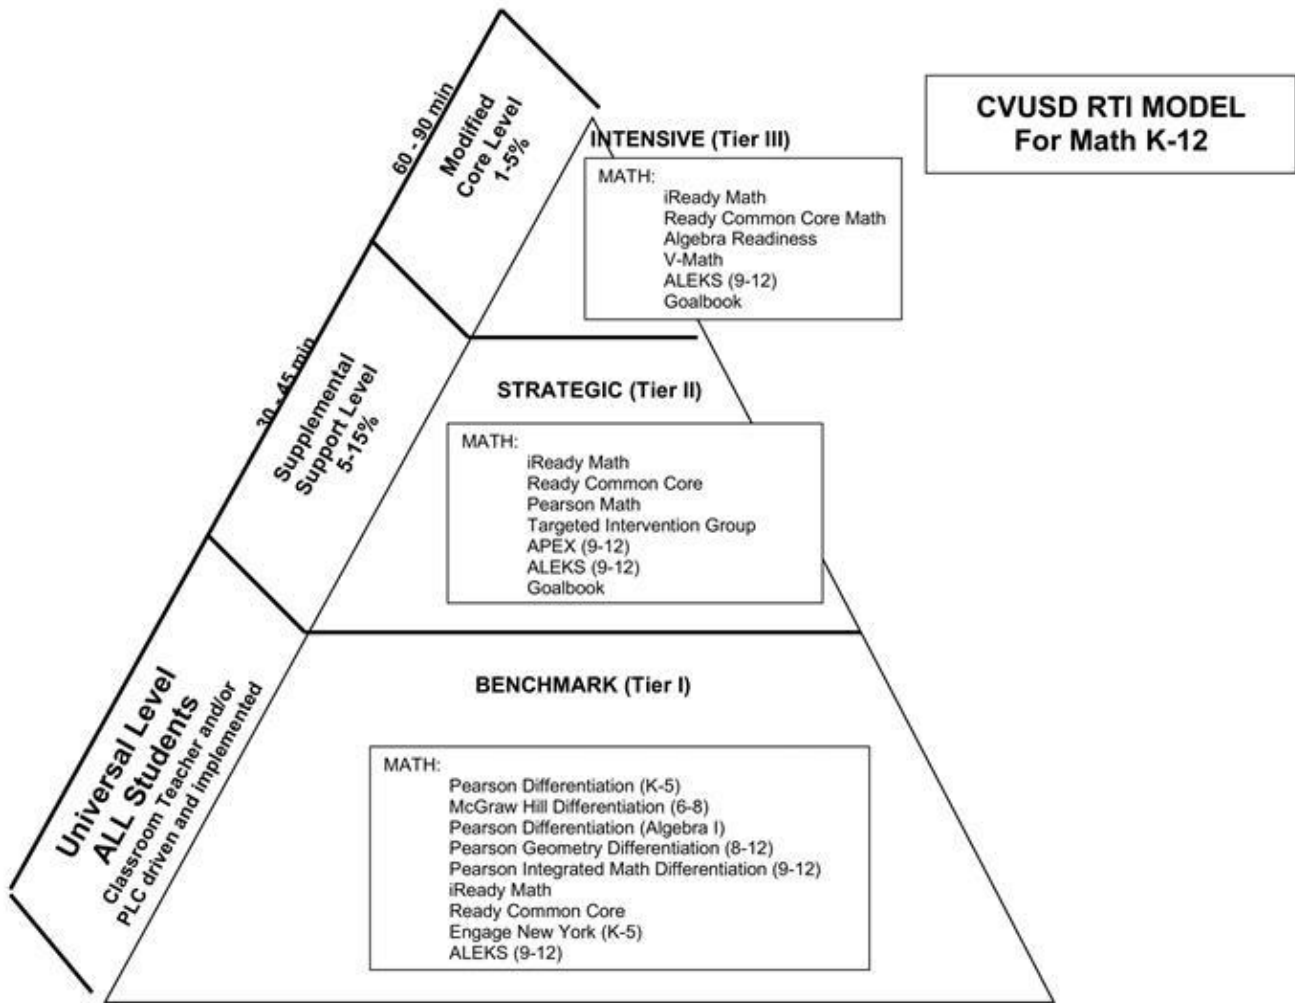 CVUSD RTI MODEL
For Math K-12
60 - 90 min
Modified
Core Level
1-5%
INTENSIVE (Tier III)
MATH:
iReady Math
Ready Common Core Math
Algebra Readiness
V-Math
ALEKS (9-12)
Goalbook
30 - 45 min
Supplemental
Support Level
5-15%
STRATEGIC (Tier II)
MATH:
iReady Math
Ready Common Core
Pearson Math
Targeted Intervention Group
APEX (9-12)
ALEKS (9-12)
Goalbook
Universal Level
ALL Students
Classroom Teacher and/or
PLC driven and implemented
BENCHMARK (Tier I)
MATH:
Pearson Differentiation (K-5)
McGraw Hill Differentiation (6-8)
Pearson Differentiation (Algebra I)
Pearson Geometry Differentiation (8-12)
Pearson Integrated Math Differentiation (9-12)
iReady Math
Ready Common Core
Engage New York (K-5)
ALEKS (9-12)